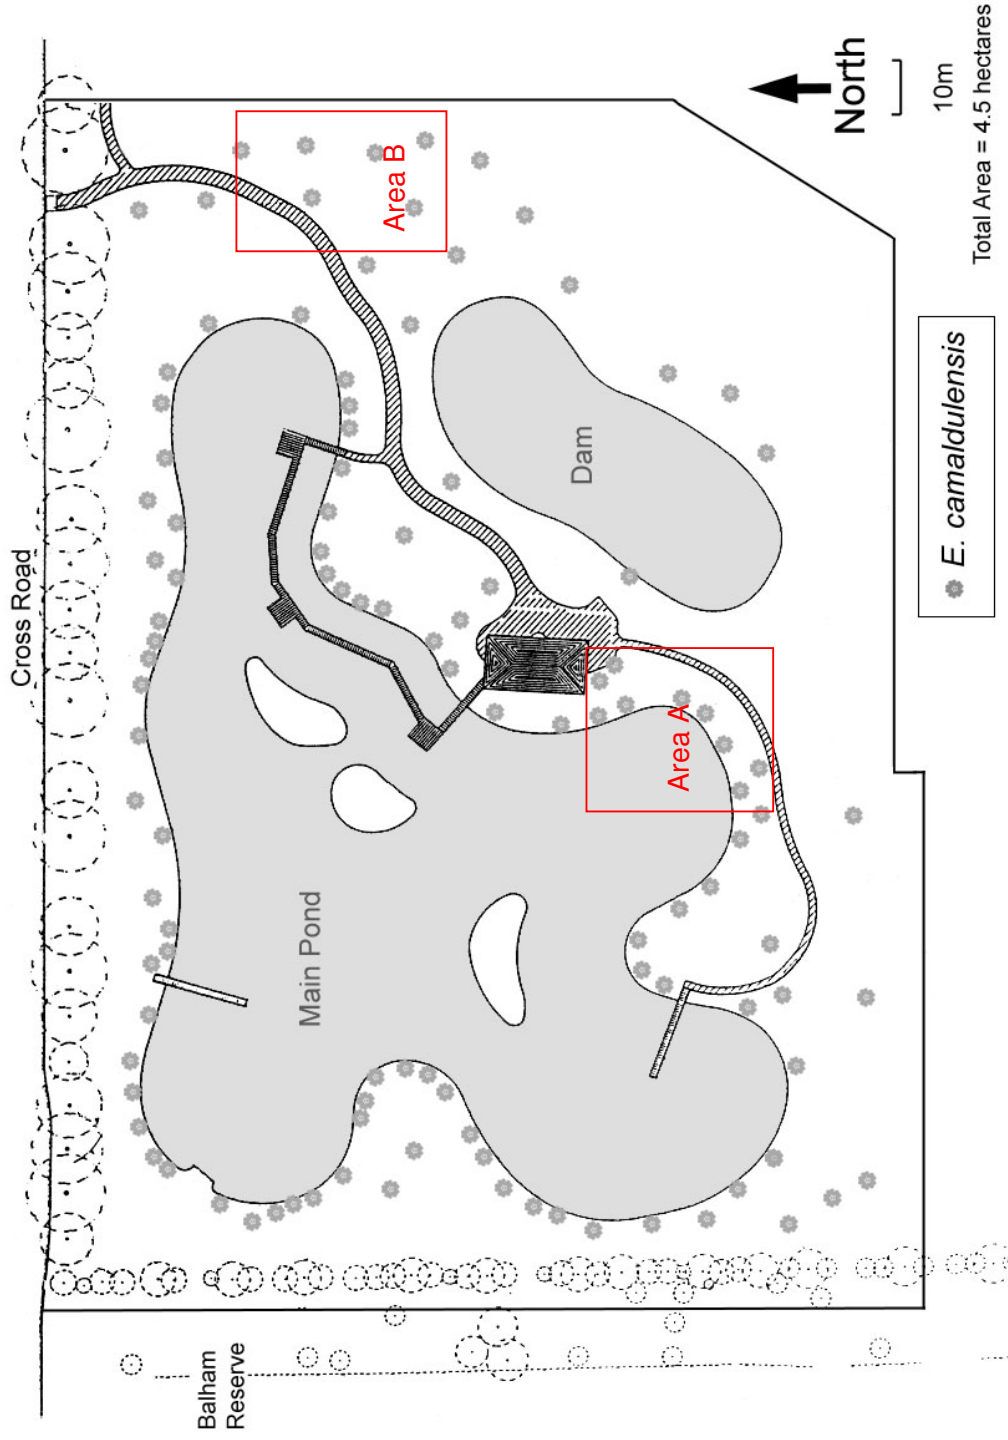 Cross Road
Area B
North
10m
Total Area = 4.5 hectares
Dam
Area A
Main Pond
E. camaldulensis
Balham
Reserve